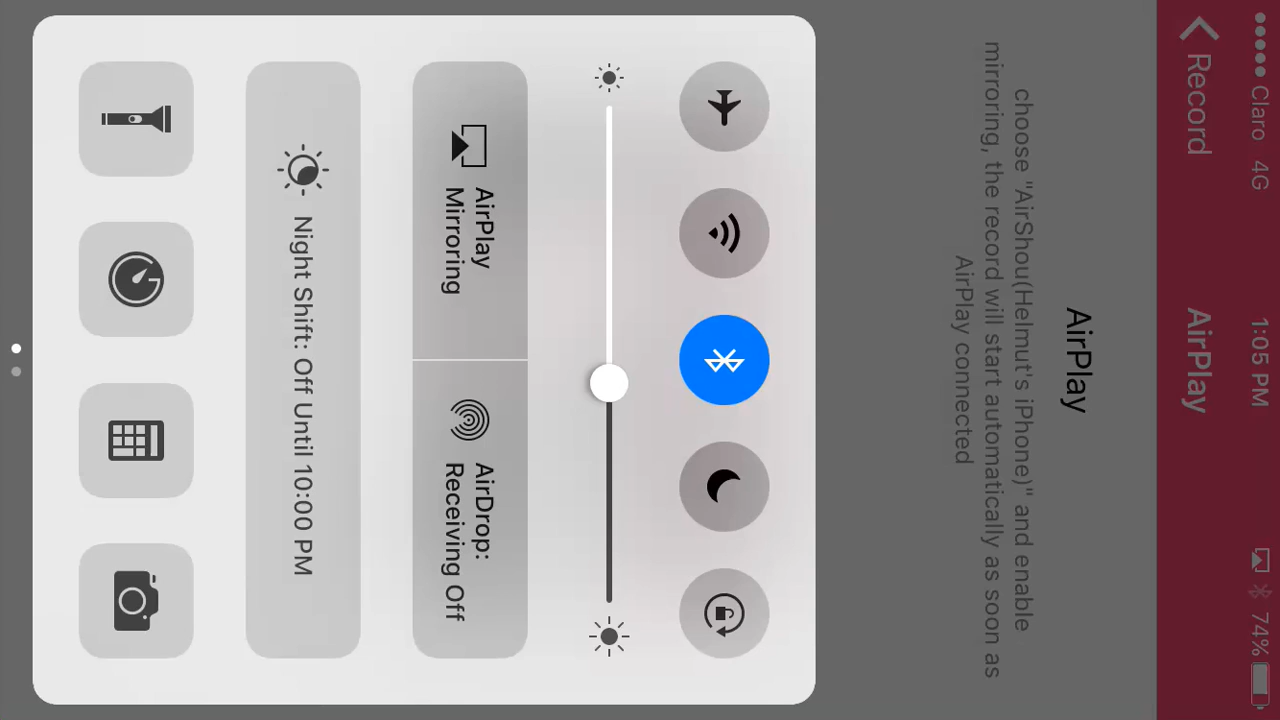 Claro 4G 1:05 PM 74%
Record AirPlay
AirPlay
choose "AirShou(Helmut's iPhone)" and enable
mirroring, the record will start automatically as soon as
AirPlay connected
AirPlay
Mirroring
AirDrop:
Receiving Off
Night Shift: Off Until 10:00 PM